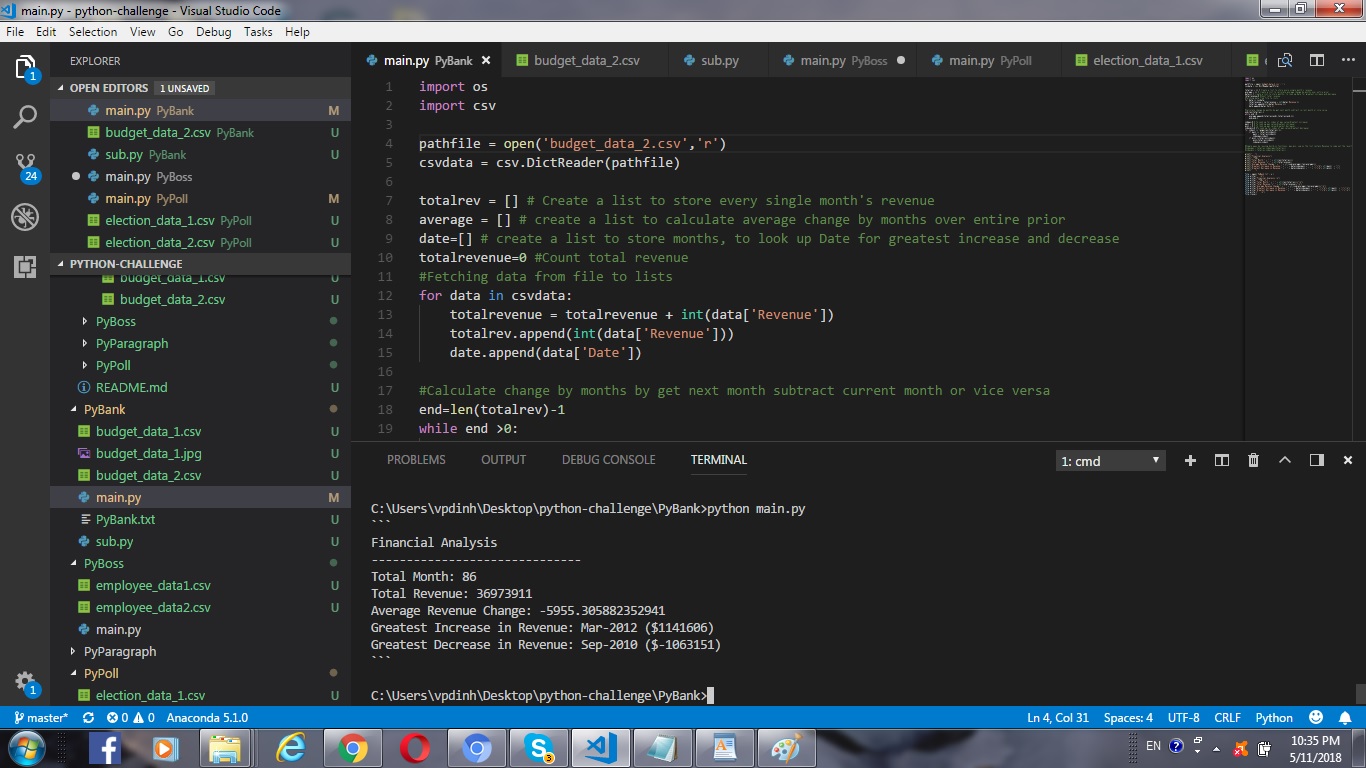 main.py - python-challenge - Visual Studio Code
File Edit Selection View Go Debug Tasks Help
EXPLORER
OPEN EDITORS 1 UNSAVED
main.py PyBank M
budget_data_2.csv PyBank U
sub.py PyBank U
main.py PyBoss
main.py PyPoll M
election_data_1.csv PyPoll U
election_data_2.csv PyPoll U
PYTHON-CHALLENGE
budget_data_1.csv U
budget_data_2.csv U
PyBoss
PyParagraph
PyPoll
README.md U
PyBank
budget_data_1.csv U
budget_data_1.jpg U
budget_data_2.csv U
main.py M
PyBank.txt U
sub.py U
PyBoss
employee_data1.csv U
employee_data2.csv U
main.py
PyParagraph
PyPoll
election_data_1.csv U
1
24
1
main.py PyBank budget_data_2.csv sub.py main.py PyBoss main.py PyPoll election_data_1.csv
1 import os
2 import csv
3
4 pathfile = open('budget_data_2.csv','r')
5 csvdata = csv.DictReader(pathfile)
6
7 totalrev = [] # Create a list to store every single month's revenue
8 average = [] # create a list to calculate average change by months over entire prior
9 date=[] # create a list to store months, to look up Date for greatest increase and decrease
10 totalrevenue=0 #Count total revenue
11 #Fetching data from file to lists
12 for data in csvdata:
13 totalrevenue = totalrevenue + int(data['Revenue'])
14 totalrev.append(int(data['Revenue']))
15 date.append(data['Date'])
16
17 #Calculate change by months by get next month subtract current month or vice versa
18 end=len(totalrev)-1
19 while end >0:
PROBLEMS OUTPUT DEBUG CONSOLE TERMINAL 1: cmd
C:\Users\vpdinh\Desktop\python-challenge\PyBank>python main.py
```
Financial Analysis
------------------------------
Total Month: 86
Total Revenue: 36973911
Average Revenue Change: -5955.305882352941
Greatest Increase in Revenue: Mar-2012 ($1141606)
Greatest Decrease in Revenue: Sep-2010 ($-1063151)
```
C:\Users\vpdinh\Desktop\python-challenge\PyBank>
master* 0 0 Anaconda 5.1.0 Ln 4, Col 31 Spaces: 4 UTF-8 CRLF Python
3
EN
10:35 PM
5/11/2018